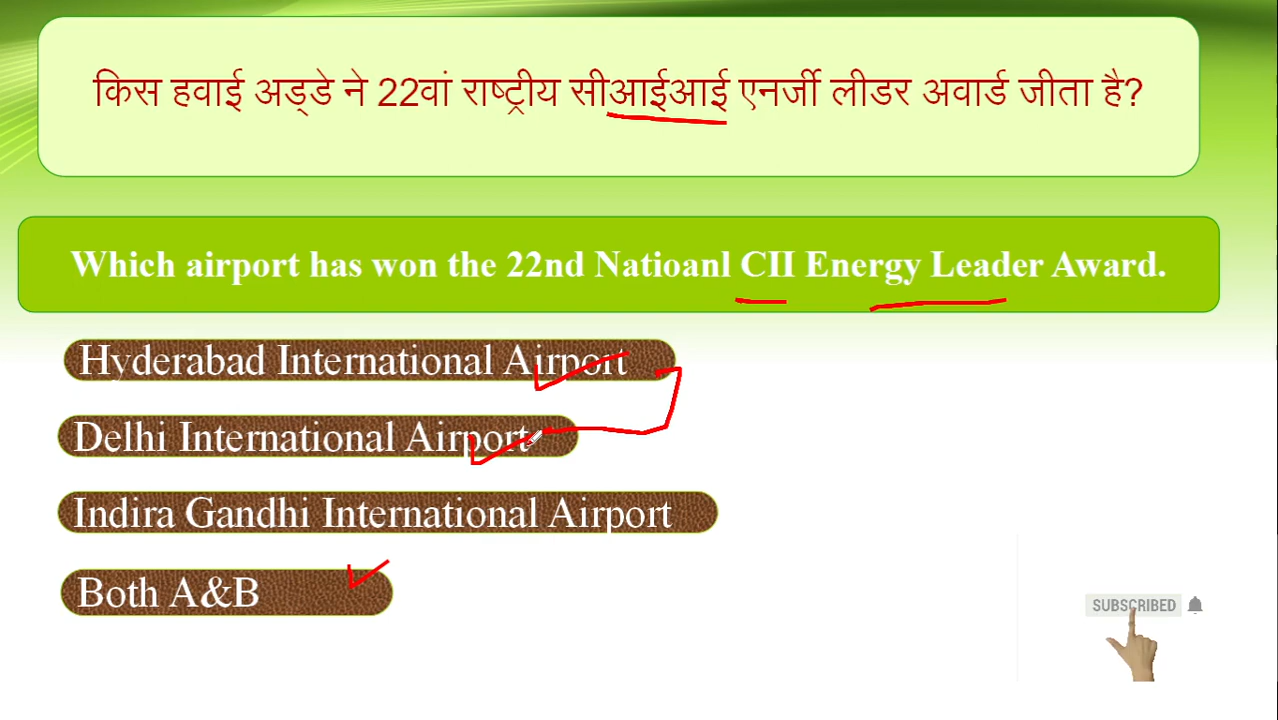 किस हवाई अड्डे ने 22वां राष्ट्रीय सीआईआई एनर्जी लीडर अवार्ड जीता है?
Which airport has won the 22nd Natioanl CII Energy Leader Award.
Hyderabad International Airport
Delhi International Airport
Indira Gandhi International Airport
Both A&B
SUBSCRIBED